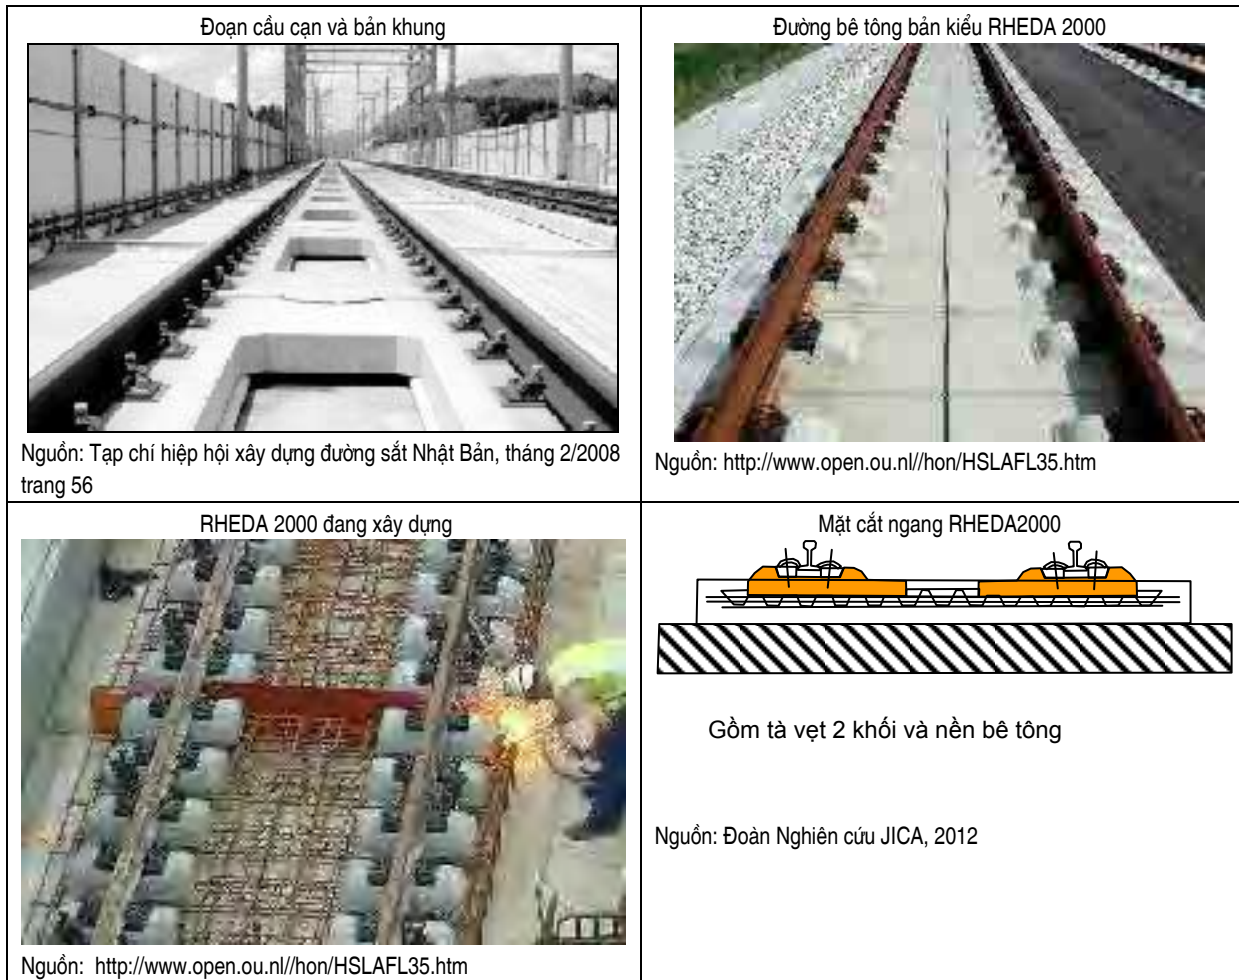 Đoạn cầu cạn và bản khung
Nguồn: Tạp chí hiệp hội xây dựng đường sắt Nhật Bản, tháng 2/2008
trang 56
Đường bê tông bản kiểu RHEDA 2000
Nguồn: http://www.open.ou.nl//hon/HSLAFL35.htm
RHEDA 2000 đang xây dựng
Nguồn: http://www.open.ou.nl//hon/HSLAFL35.htm
Mặt cắt ngang RHEDA2000
Gồm tà vẹt 2 khối và nền bê tông
Nguồn: Đoàn Nghiên cứu JICA, 2012